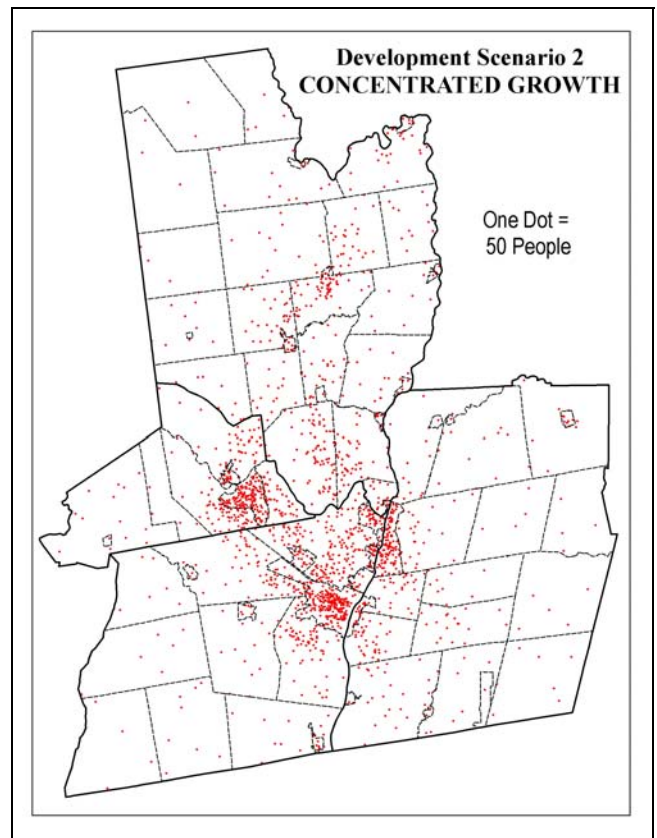 Development Scenario 2
CONCENTRATED GROWTH
One Dot =
50 People